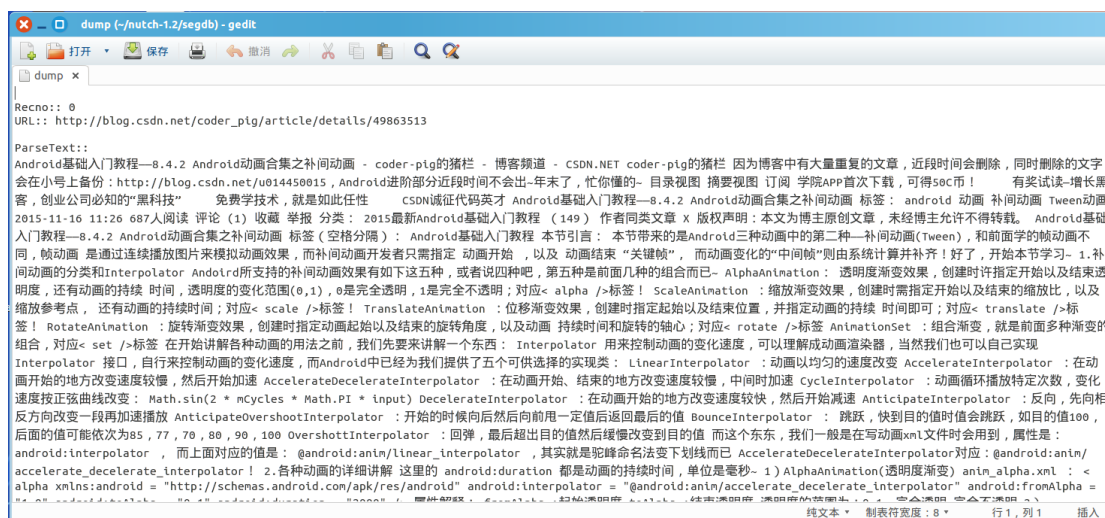 dump (~/nutch-1.2/segdb) - gedit
打开 保存 撤消
dump ×
Recno:: 0
URL:: http://blog.csdn.net/coder_pig/article/details/49863513
ParseText::
Android基础入门教程——8.4.2 Android动画合集之补间动画 - coder-pig的猪栏 - 博客频道 - CSDN.NET coder-pig的猪栏 因为博客中有大量重复的文章，近段时间会删除，同时删除的文字
会在小号上备份：http://blog.csdn.net/u014450015，Android进阶部分近段时间不会出~年末了，忙你懂的~ 目录视图 摘要视图 订阅 学院APP首次下载，可得50C币！ 有奖试读—增长黑
客，创业公司必知的“黑科技” 免费学技术，就是如此任性 CSDN诚征代码英才 Android基础入门教程——8.4.2 Android动画合集之补间动画 标签： android 动画 补间动画 Tween动画
2015-11-16 11:26 687人阅读 评论 (1) 收藏 举报 分类： 2015最新Android基础入门教程 （149） 作者同类文章 X 版权声明：本文为博主原创文章，未经博主允许不得转载。 Android基础
入门教程——8.4.2 Android动画合集之补间动画 标签（空格分隔）： Android基础入门教程 本节引言： 本节带来的是Android三种动画中的第二种——补间动画(Tween)，和前面学的帧动画不
同，帧动画 是通过连续播放图片来模拟动画效果，而补间动画开发者只需指定 动画开始 ，以及 动画结束 “关键帧”， 而动画变化的“中间帧”则由系统计算并补齐！好了，开始本节学习~ 1.补
间动画的分类和Interpolator Andoird所支持的补间动画效果有如下这五种，或者说四种吧，第五种是前面几种的组合而已~ AlphaAnimation： 透明度渐变效果，创建时许指定开始以及结束透
明度，还有动画的持续 时间，透明度的变化范围(0,1)，0是完全透明，1是完全不透明；对应< alpha />标签！ ScaleAnimation ：缩放渐变效果，创建时需指定开始以及结束的缩放比，以及
缩放参考点， 还有动画的持续时间；对应< scale />标签！ TranslateAnimation ：位移渐变效果，创建时指定起始以及结束位置，并指定动画的持续 时间即可；对应< translate />标
签！ RotateAnimation ：旋转渐变效果，创建时指定动画起始以及结束的旋转角度，以及动画 持续时间和旋转的轴心；对应< rotate />标签 AnimationSet ：组合渐变，就是前面多种渐变的
组合，对应< set />标签 在开始讲解各种动画的用法之前，我们先要来讲解一个东西： Interpolator 用来控制动画的变化速度，可以理解成动画渲染器，当然我们也可以自己实现
Interpolator 接口，自行来控制动画的变化速度，而Android中已经为我们提供了五个可供选择的实现类： LinearInterpolator ：动画以均匀的速度改变 AccelerateInterpolator ：在动
画开始的地方改变速度较慢，然后开始加速 AccelerateDecelerateInterpolator ：在动画开始、结束的地方改变速度较慢，中间时加速 CycleInterpolator ：动画循环播放特定次数，变化
速度按正弦曲线改变： Math.sin(2 * mCycles * Math.PI * input) DecelerateInterpolator ：在动画开始的地方改变速度较快，然后开始减速 AnticipateInterpolator ：反向，先向相
反方向改变一段再加速播放 AnticipateOvershootInterpolator ：开始的时候向后然后向前甩一定值后返回最后的值 BounceInterpolator ： 跳跃，快到目的值时值会跳跃，如目的值100，
后面的值可能依次为85，77，70，80，90，100 OvershottInterpolator ：回弹，最后超出目的值然后缓慢改变到目的值 而这个东东，我们一般是在写动画xml文件时会用到，属性是：
android:interpolator ， 而上面对应的值是： @android:anim/linear_interpolator ，其实就是驼峰命名法变下划线而已 AccelerateDecelerateInterpolator对应：@android:anim/
accelerate_decelerate_interpolator！ 2.各种动画的详细讲解 这里的 android:duration 都是动画的持续时间，单位是毫秒~ 1）AlphaAnimation(透明度渐变) anim_alpha.xml ： <
alpha xmlns:android = "http://schemas.android.com/apk/res/android" android:interpolator = "@android:anim/accelerate_decelerate_interpolator" android:fromAlpha =
纯文本 制表符宽度：8 行 1，列 1 插入